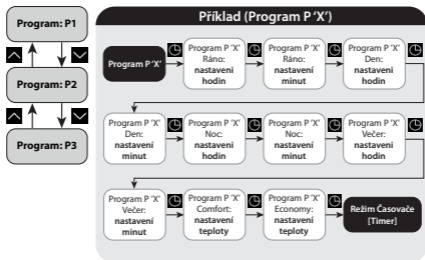 Příklad (Program P ‘X’)
Program: P1
Program: P2
Program: P3
Program P ‘X’
Program P ‘X’
Ráno:
nastaveni
hodin
Program P ‘X’
Ráno:
nastavení
minut
Program P ‘X’
Den:
nastavení
hodin
Program P ‘X’
Den:
nastavení
minut
Program P ‘X’
Noc:
nastavení
hodin
Program P ‘X’
Noc:
nastavení
minut
Program P ‘X’
Večer:
nastavení
hodin
Program P ‘X’
Večer:
nastavení
minut
Program P ‘X’
Comfort:
nastavení
teploty
Program P ‘X’
Economy:
nastavení
teploty
Režim Časovače
[Timer]